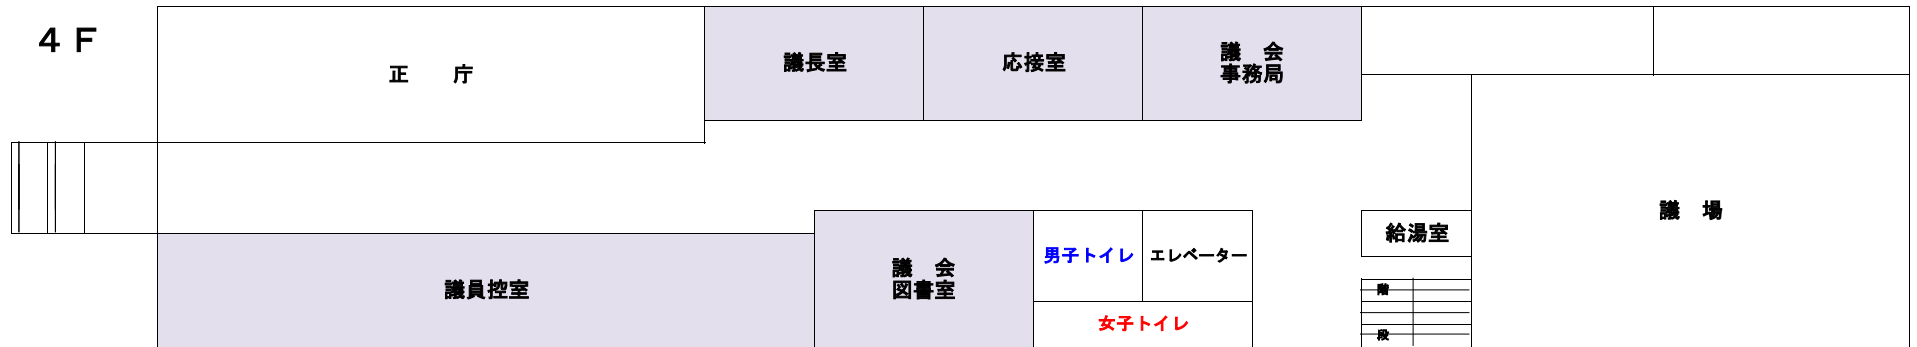 ４Ｆ
正　庁
議長室
応接室
議　会
事務局
議　場
給湯室
議員控室
議　会
図書室
男子トイレ
エレベーター
女子トイレ
階
段